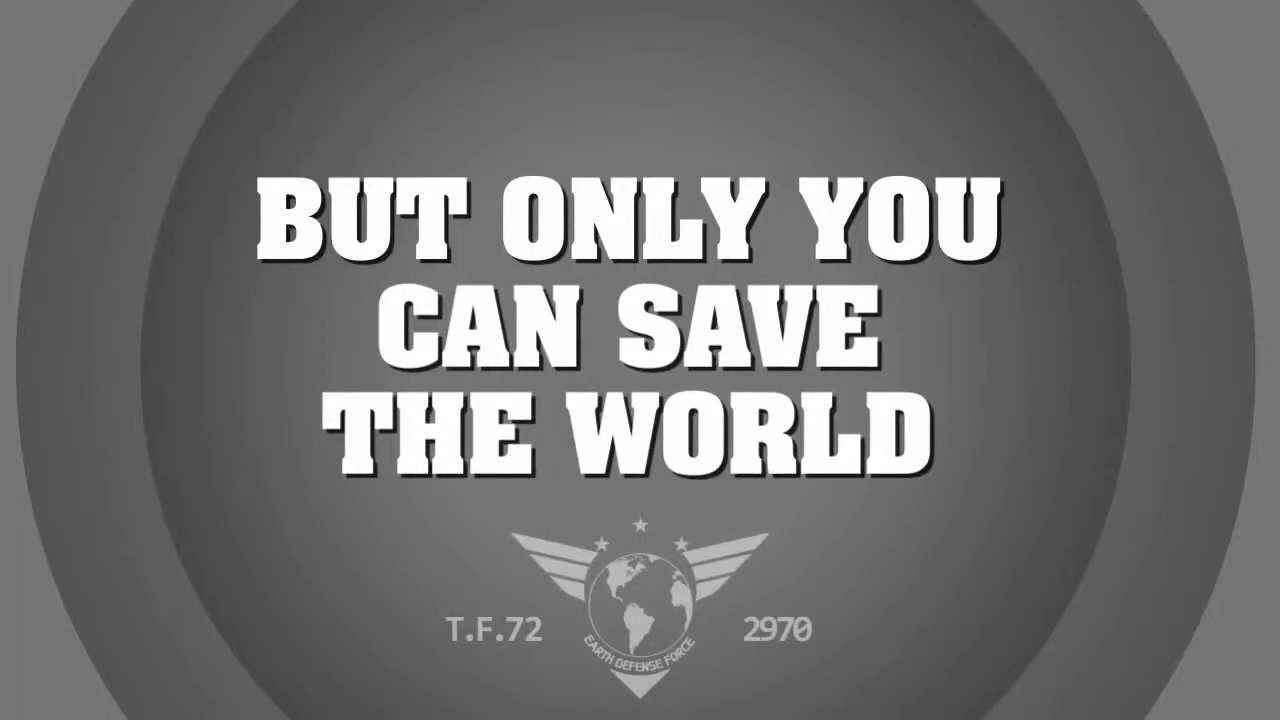 BUT ONLY YOU
CAN SAVE
THE WORLD
T.F.72
2970
EARTH DEFENSE FORCE